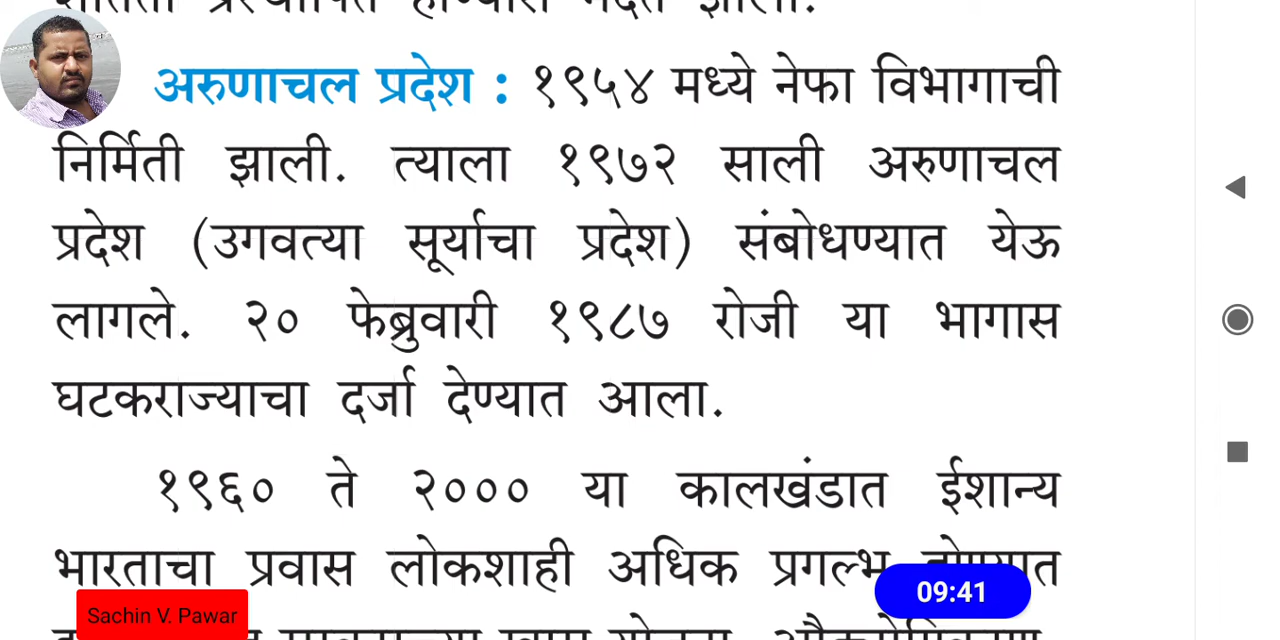 अरुणाचल प्रदेश : १९५४ मध्ये नेफा विभागाची
निर्मिती झाली. त्याला १९७२ साली अरुणाचल
प्रदेश (उगवत्या सूर्याचा प्रदेश) संबोधण्यात येऊ
लागले. २० फेब्रुवारी १९८७ रोजी या भागास
घटकराज्याचा दर्जा देण्यात आला.
१९६० ते २००० या कालखंडात ईशान्य
भारताचा प्रवास लोकशाही अधिक प्रगल्भ
09:41
Sachin V. Pawar